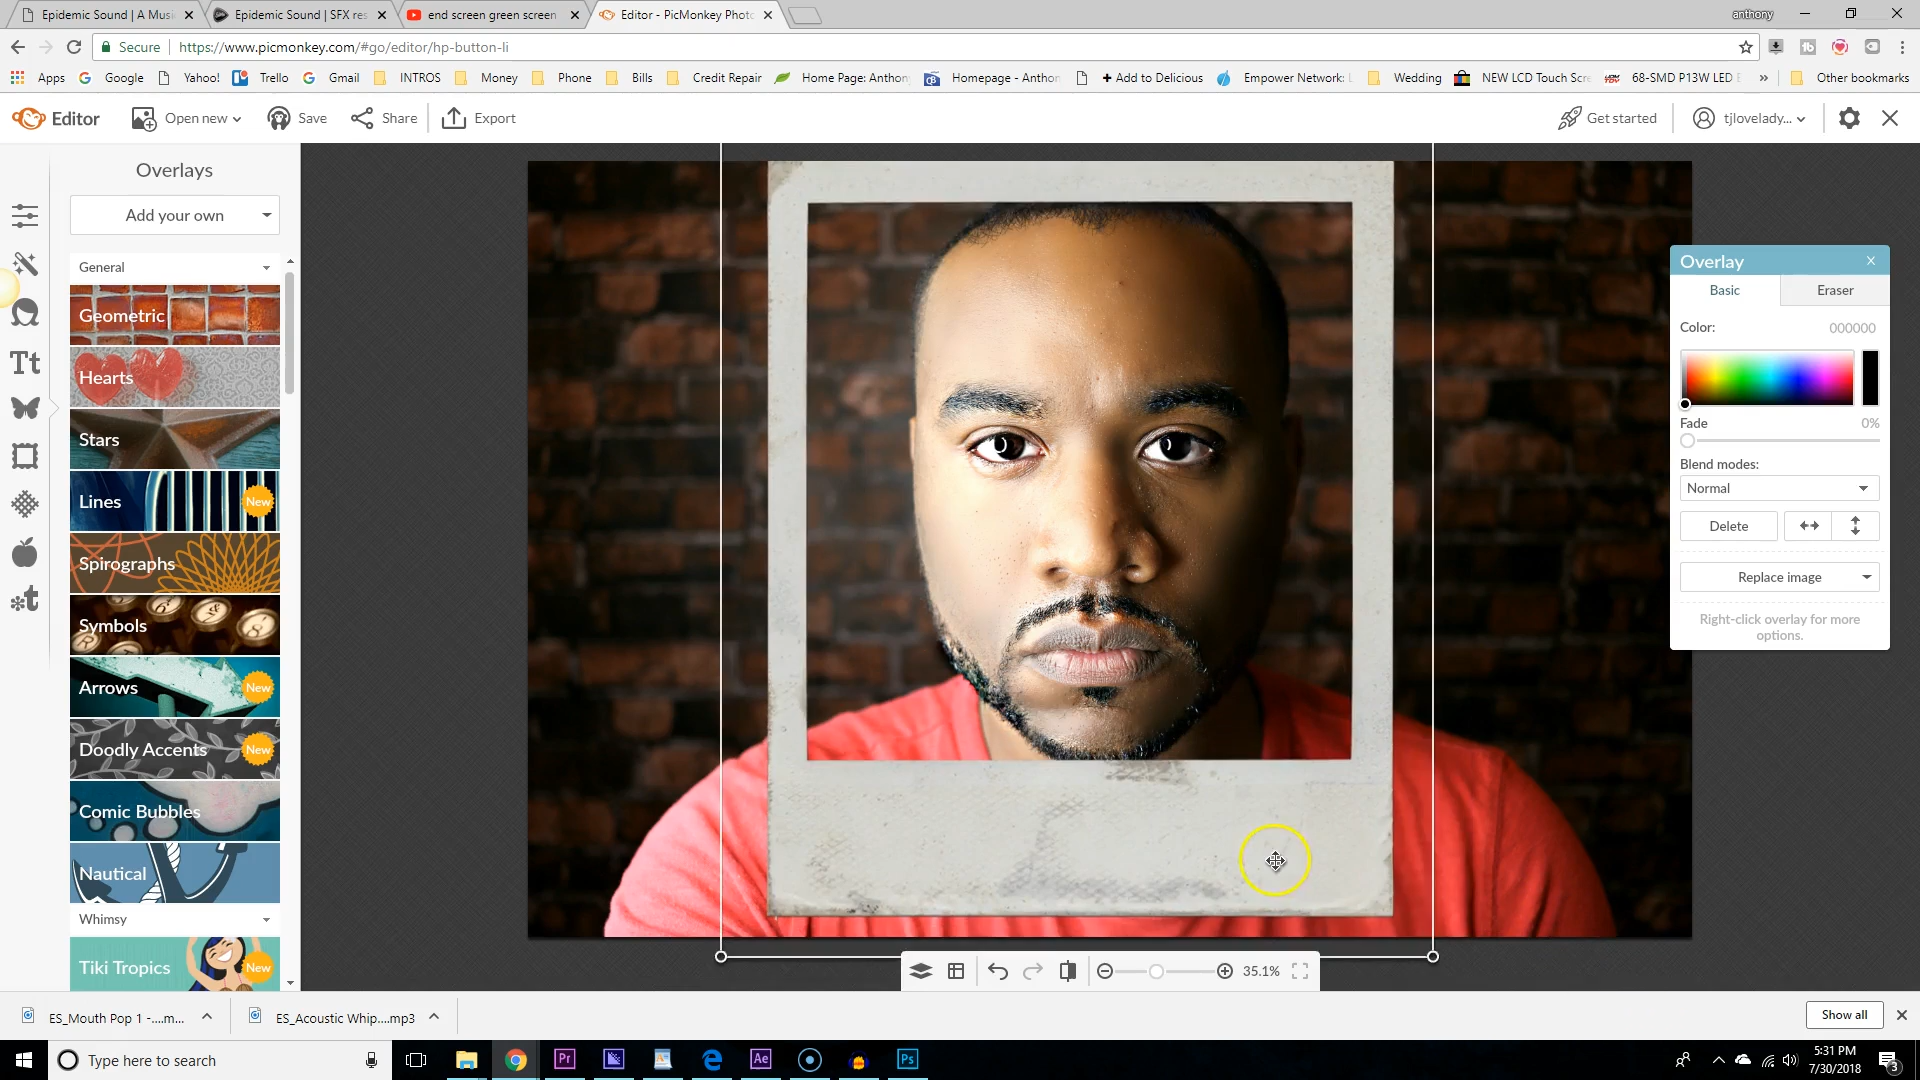 Epidemic Sound | A Musi
Epidemic Sound | SFX res
end screen green screen
Editor - PicMonkey Photo
anthony
Secure
https://www.picmonkey.com/#go/editor/hp-button-li
Apps
Google
Yahoo!
Trello
Gmail
INTROS
Money
Phone
Bills
Credit Repair
Home Page: Anthon
Homepage - Anthon
+ Add to Delicious
Empower Network:
Wedding
NEW LCD Touch Scre
68-SMD P13W LED
»
Other bookmarks
Editor
Open new
Save
Share
Export
Get started
tjlovelady...
Overlays
Add your own
General
Geometric
Hearts
Stars
Lines
New
Spirographs
Symbols
Arrows
New
Doodly Accents
New
Comic Bubbles
Nautical
Whimsy
Tiki Tropics
New
Tt
t
Overlay
Basic
Eraser
Color:
000000
Fade
0%
Blend modes:
Normal
Delete
Replace image
Right-click overlay for more
options.
35.1%
ES_Mouth Pop 1 -....m...
ES_Acoustic Whip....mp3
Show all
Type here to search
Pr
Ae
Ps
5:31 PM
7/30/2018
3